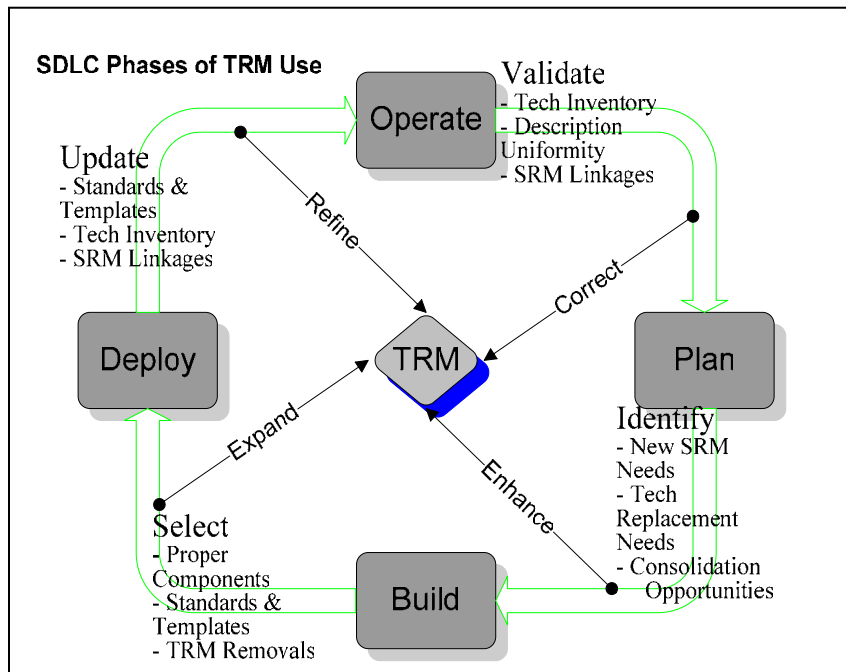 SDLC Phases of TRM Use
Operate
Validate
- Tech Inventory
- Description
Uniformity
- SRM Linkages
Update
- Standards &
Templates
- Tech Inventory
- SRM Linkages
Refine
Correct
Deploy
TRM
Plan
Expand
Enhance
Identify
- New SRM
Needs
- Tech
Replacement
Needs
- Consolidation
Opportunities
Select
- Proper
Components
- Standards &
Templates
- TRM Removals
Build